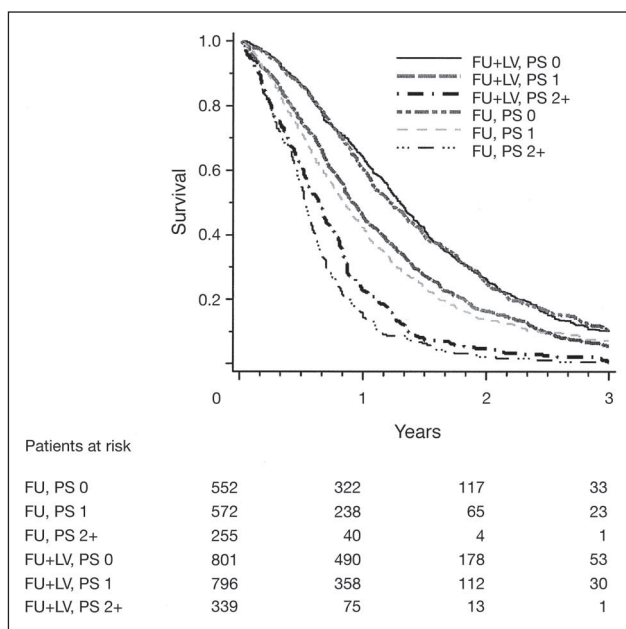 1.0
0.8
0.6
0.4
0.2
Survival
FU+LV, PS 0
FU+LV, PS 1
FU+LV, PS 2+
FU, PS 0
FU, PS 1
FU, PS 2+
0 1 2 3
Years
Patients at risk
FU, PS 0 552 322 117 33
FU, PS 1 572 238 65 23
FU, PS 2+ 255 40 4 1
FU+LV, PS 0 801 490 178 53
FU+LV, PS 1 796 358 112 30
FU+LV, PS 2+ 339 75 13 1